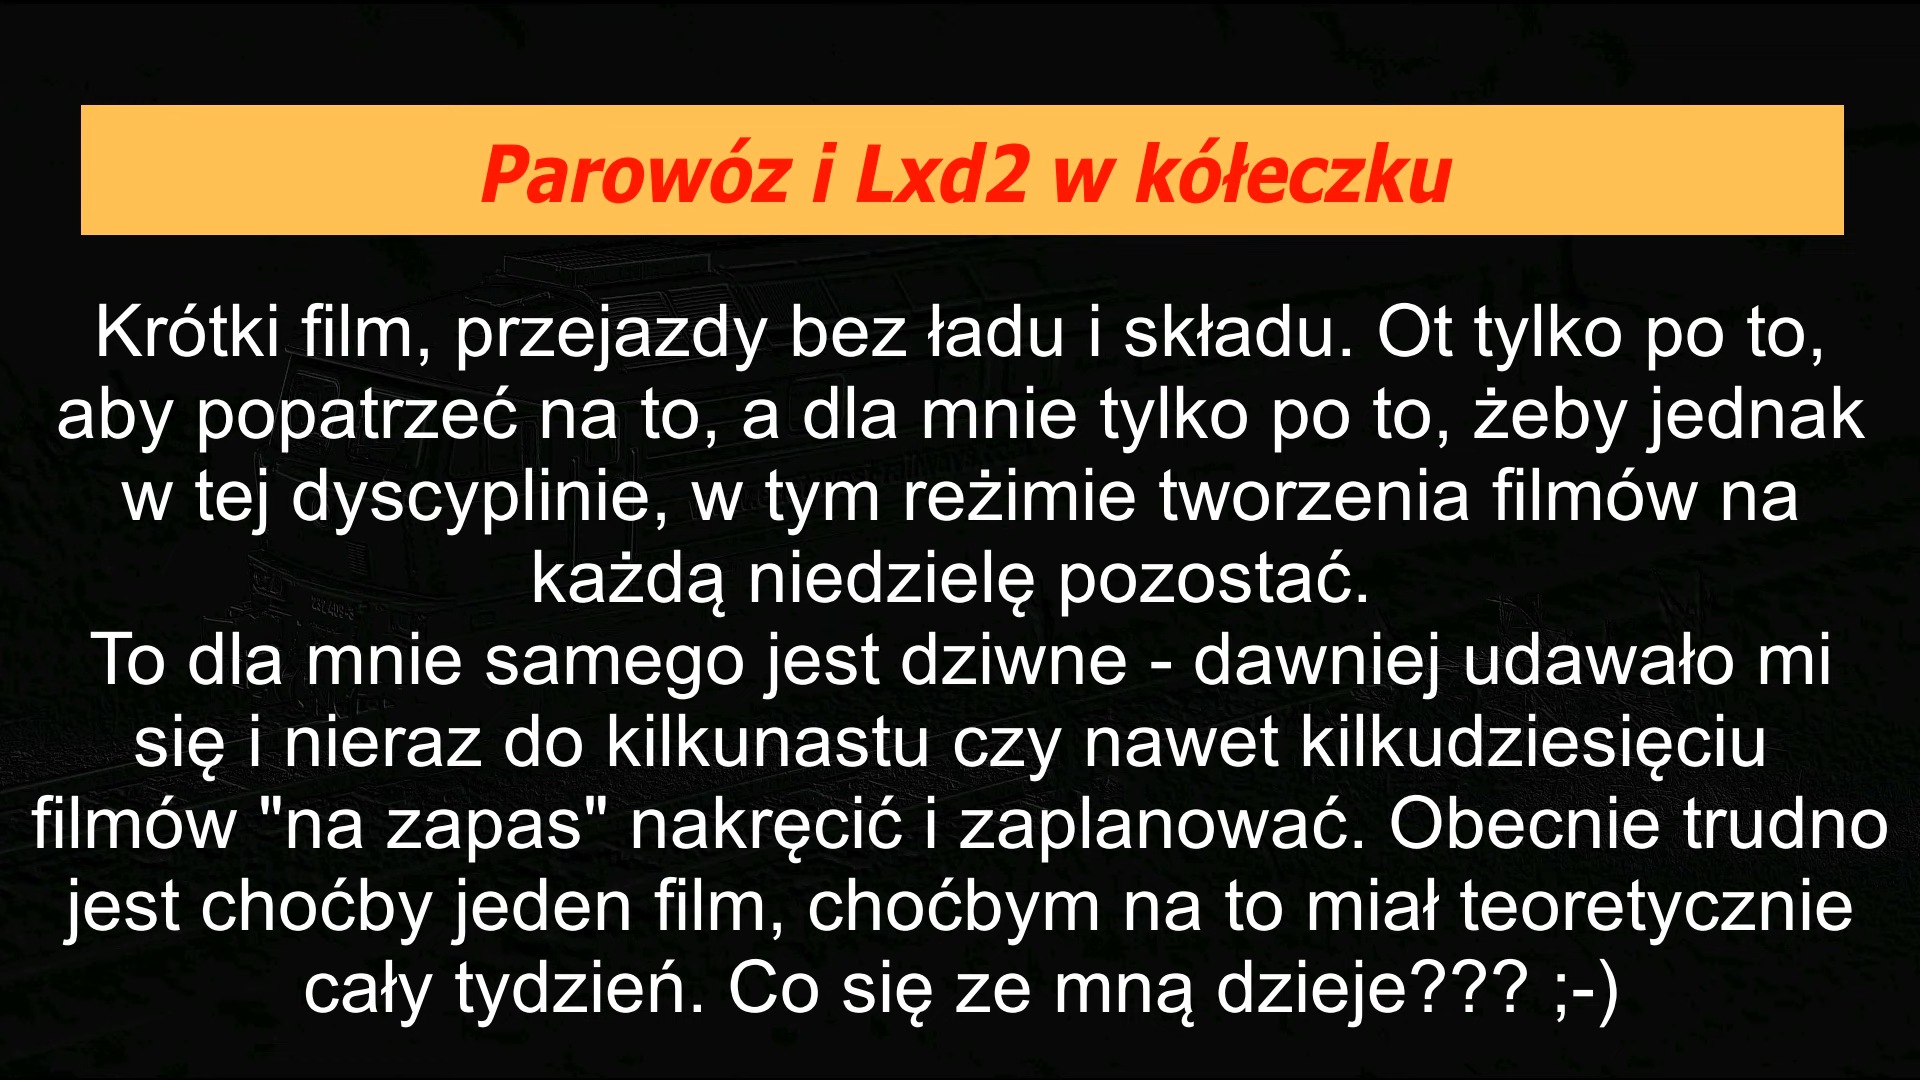 Parowóz i Lxd2 w kółeczku
Krótki film, przejazdy bez ładu i składu. Ot tylko po to,
aby popatrzeć na to, a dla mnie tylko po to, żeby jednak
w tej dyscyplinie, w tym reżimie tworzenia filmów na
każdą niedzielę pozostać.
To dla mnie samego jest dziwne - dawniej udawało mi
się i nieraz do kilkunastu czy nawet kilkudziesięciu
filmów "na zapas" nakręcić i zaplanować. Obecnie trudno
jest choćby jeden film, choćbym na to miał teoretycznie
cały tydzień. Co się ze mną dzieje??? ;-)